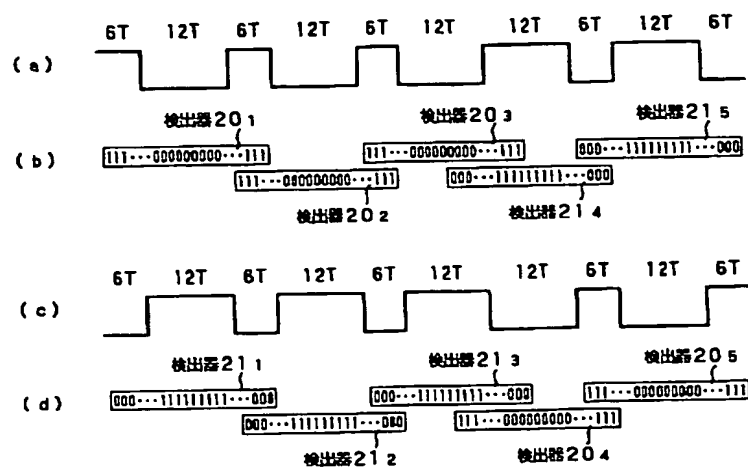 6T 12T 6T 12T 6T 12T 12T 6T 12T
(a)
検出器20₁ 検出器20₃ 検出器21₅
(b)
111···000000000···111 111···000000000···111 000···111111111···000
111···000000000···111 000···111111111···000
検出器20₂ 検出器21₄
6T 12T 6T 12T 6T 12T 12T 6T 12T 6T
(c)
検出器21₁ 検出器21₃ 検出器20₅
(d)
000···111111111···000 000···111111111···000 111···000000000···111
000···111111111···000 111···000000000···111
検出器21₂ 検出器20₄